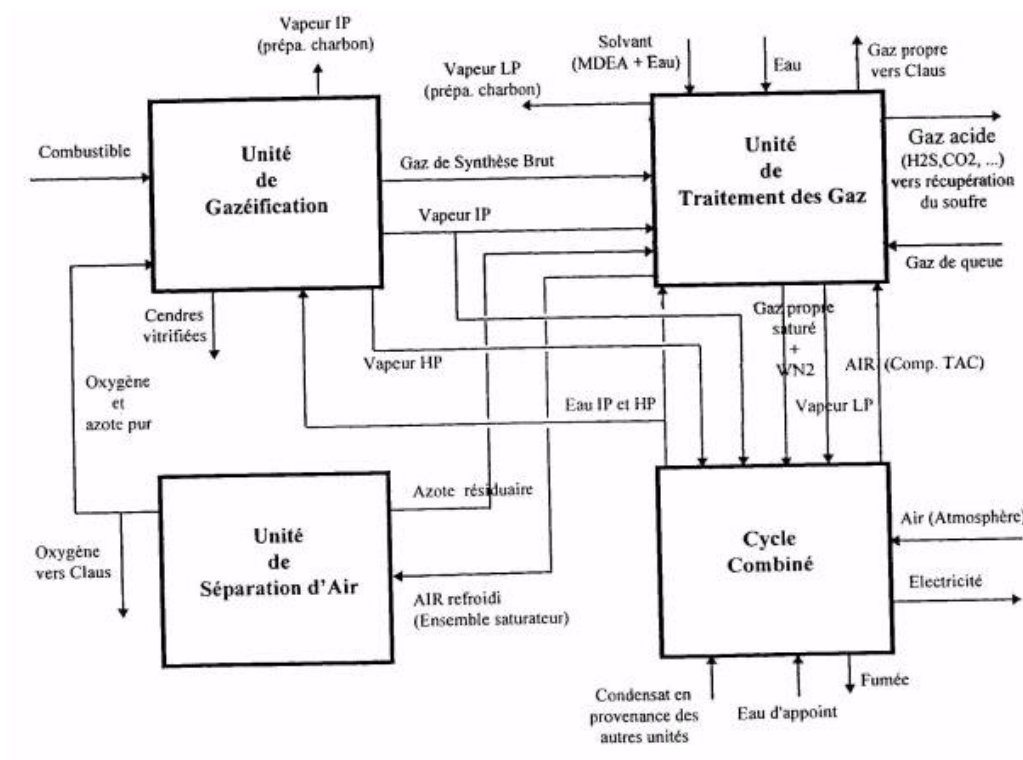 Vapeur IP
(prépa. charbon)
Vapeur LP
(prépa. charbon)
Solvant
(MDEA + Eau)
Eau
Gaz propre
vers Claus
Combustible
Unité
de
Gazéification
Gaz de Synthèse Brut
Vapeur IP
Unité
de
Traitement des Gaz
Gaz acide
(H2S,CO2, ...)
vers récupération
du soufre
Gaz de queue
Cendres
vitrifiées
Vapeur HP
Gaz propre
saturé
+
WN2
AIR (Comp. TAC)
Vapeur LP
Oxygène
et
azote pur
Eau IP et HP
Azote résiduaire
Unité
de
Séparation d'Air
Oxygène
vers Claus
AIR refroidi
(Ensemble saturateur)
Cycle
Combiné
Air (Atmosphère)
Electricité
Fumée
Condensat en
provenance des
autres unités
Eau d'appoint